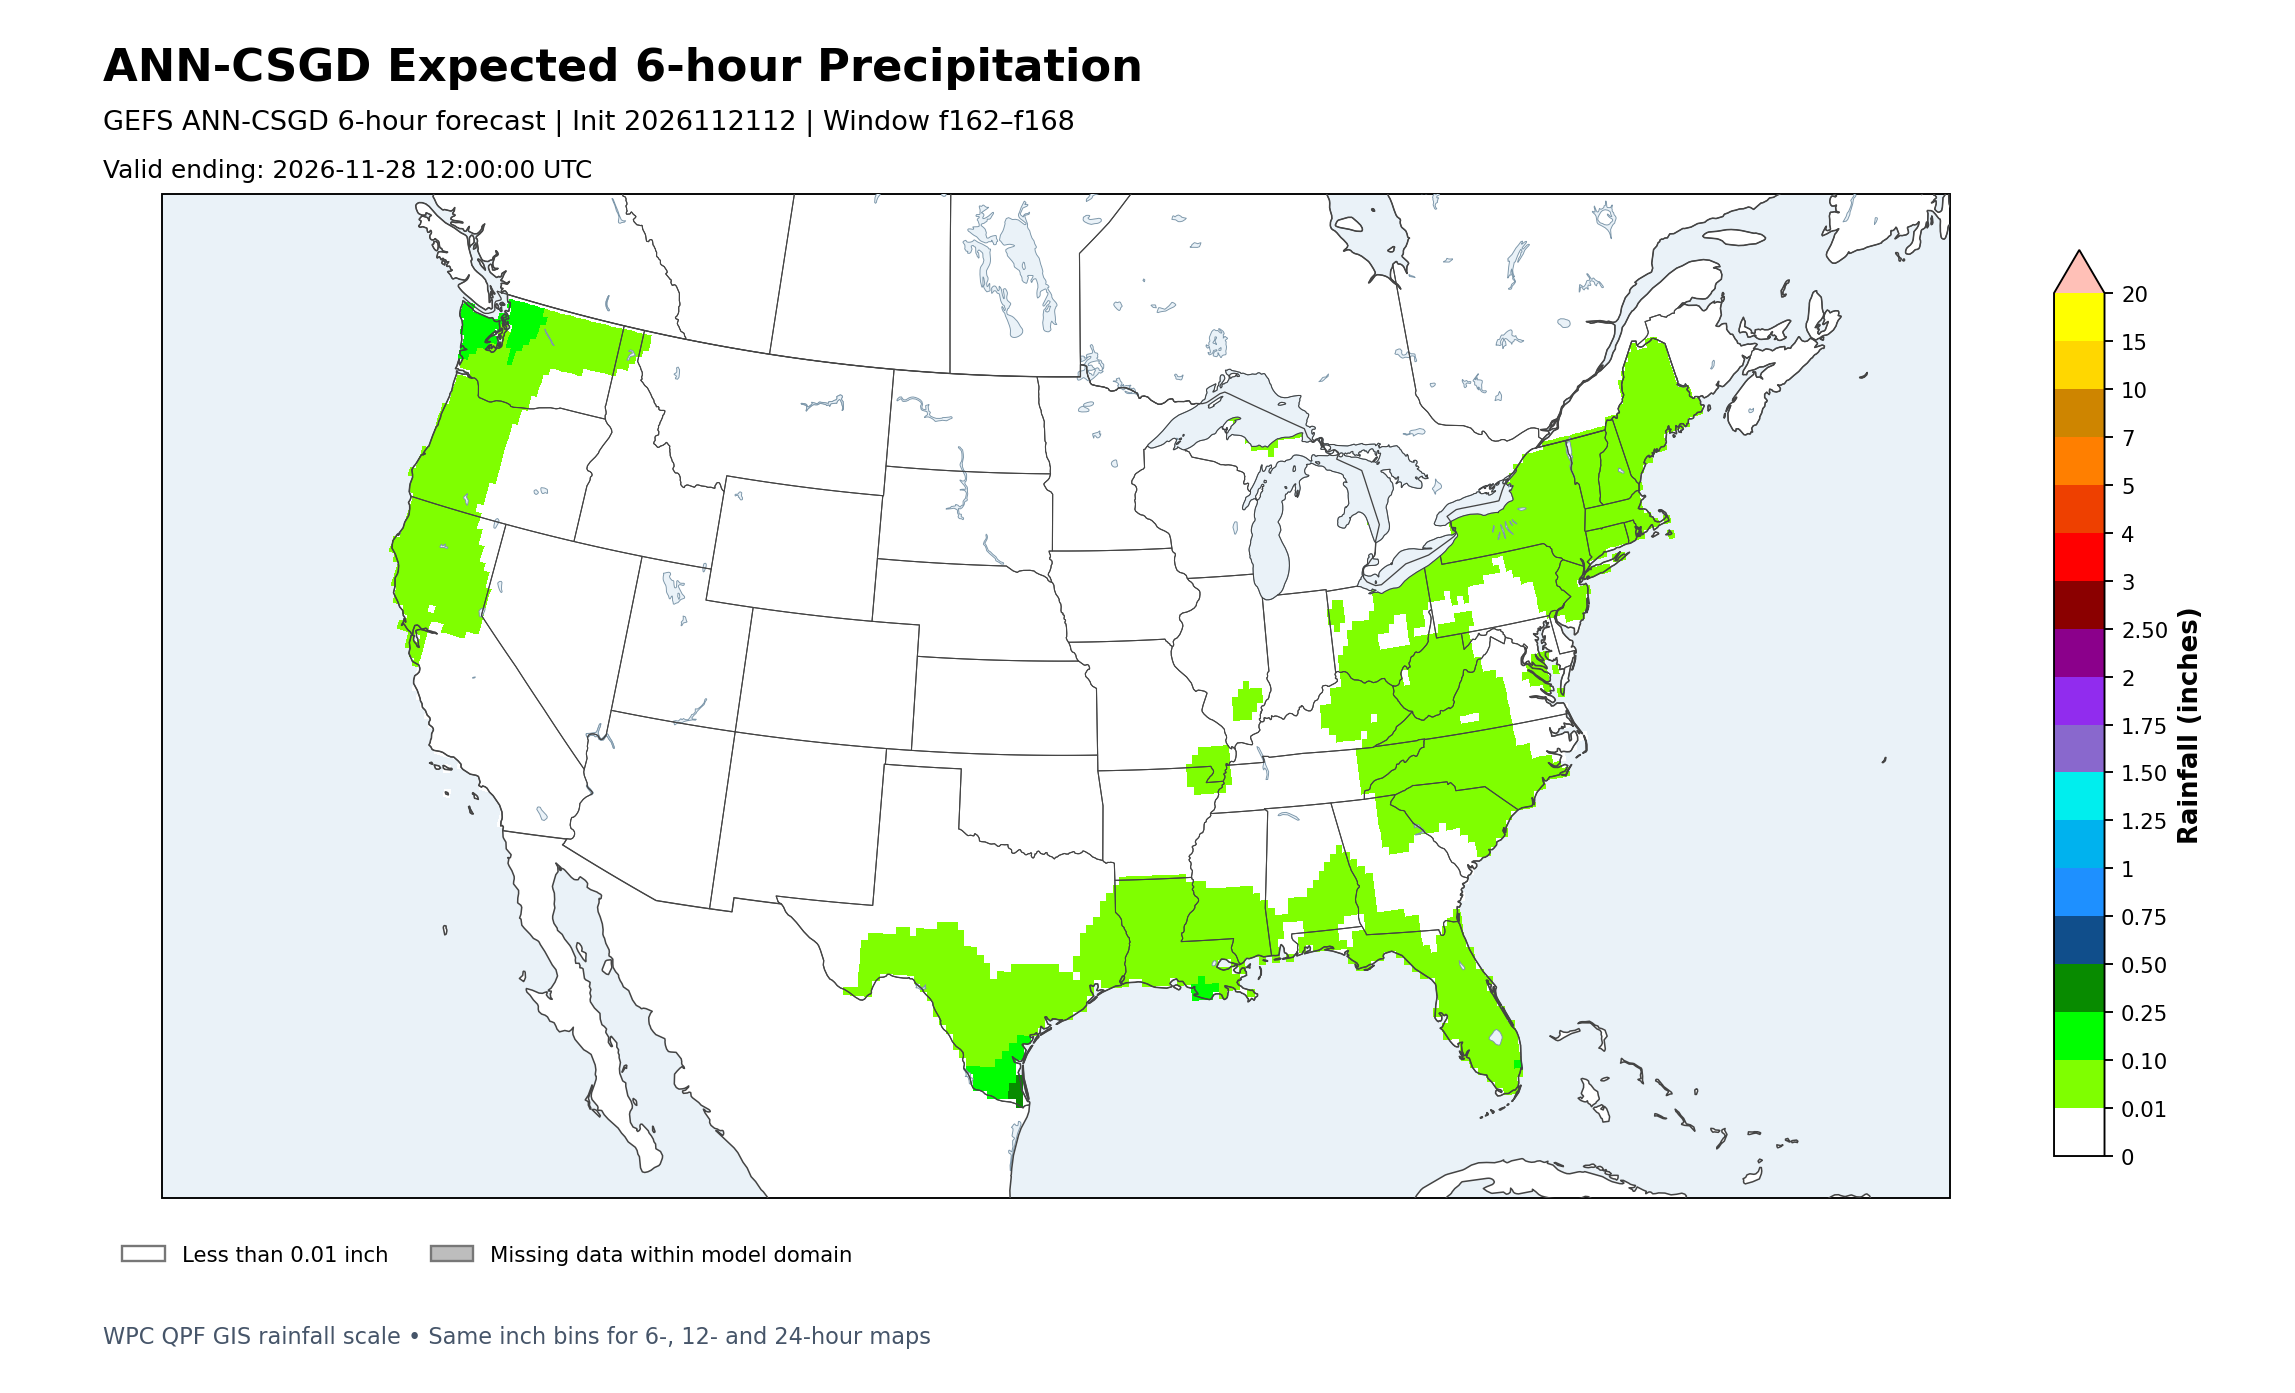 ANN-CSGD Expected 6-hour Precipitation
GEFS ANN-CSGD 6-hour forecast | Init 2026112112 | Window f162–f168
Valid ending: 2026-11-28 12:00:00 UTC
20
15
10
7
5
4
3
2.50
2
1.75
1.50
1.25
1
0.75
0.50
0.25
0.10
0.01
0
Rainfall (inches)
Less than 0.01 inch
Missing data within model domain
WPC QPF GIS rainfall scale • Same inch bins for 6-, 12- and 24-hour maps